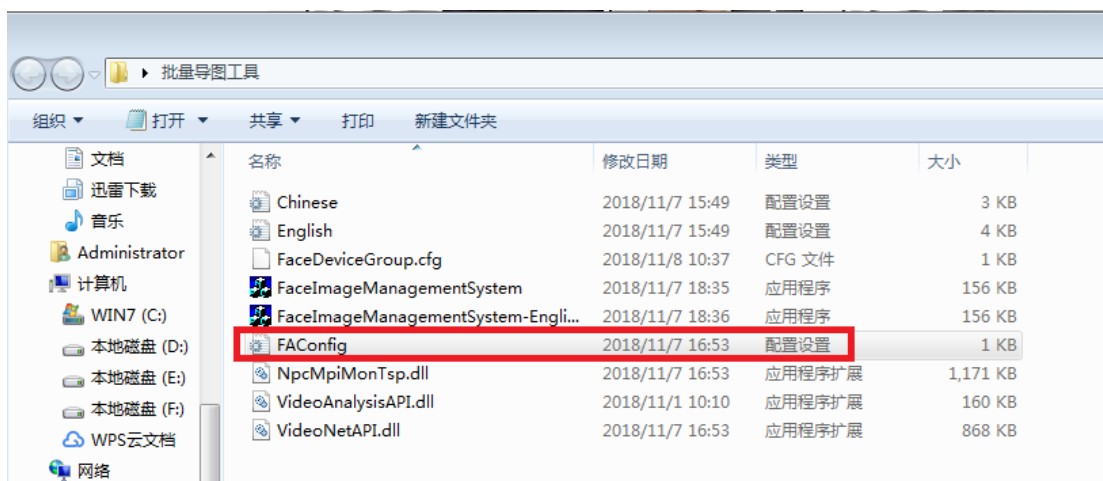 批量导图工具
组织 打开 共享 打印 新建文件夹
文档
迅雷下载
音乐
Administrator
计算机
WIN7 (C:)
本地磁盘 (D:)
本地磁盘 (E:)
本地磁盘 (F:)
WPS云文档
网络
名称 修改日期 类型 大小
Chinese 2018/11/7 15:49 配置设置 3 KB
English 2018/11/7 15:49 配置设置 4 KB
FaceDeviceGroup.cfg 2018/11/8 10:37 CFG 文件 1 KB
FaceImageManagementSystem 2018/11/7 18:35 应用程序 156 KB
FaceImageManagementSystem-Engli... 2018/11/7 18:36 应用程序 156 KB
FAConfig 2018/11/7 16:53 配置设置 1 KB
NpcMpiMonTsp.dll 2018/11/7 16:53 应用程序扩展 1,171 KB
VideoAnalysisAPI.dll 2018/11/1 10:10 应用程序扩展 160 KB
VideoNetAPI.dll 2018/11/7 16:53 应用程序扩展 868 KB